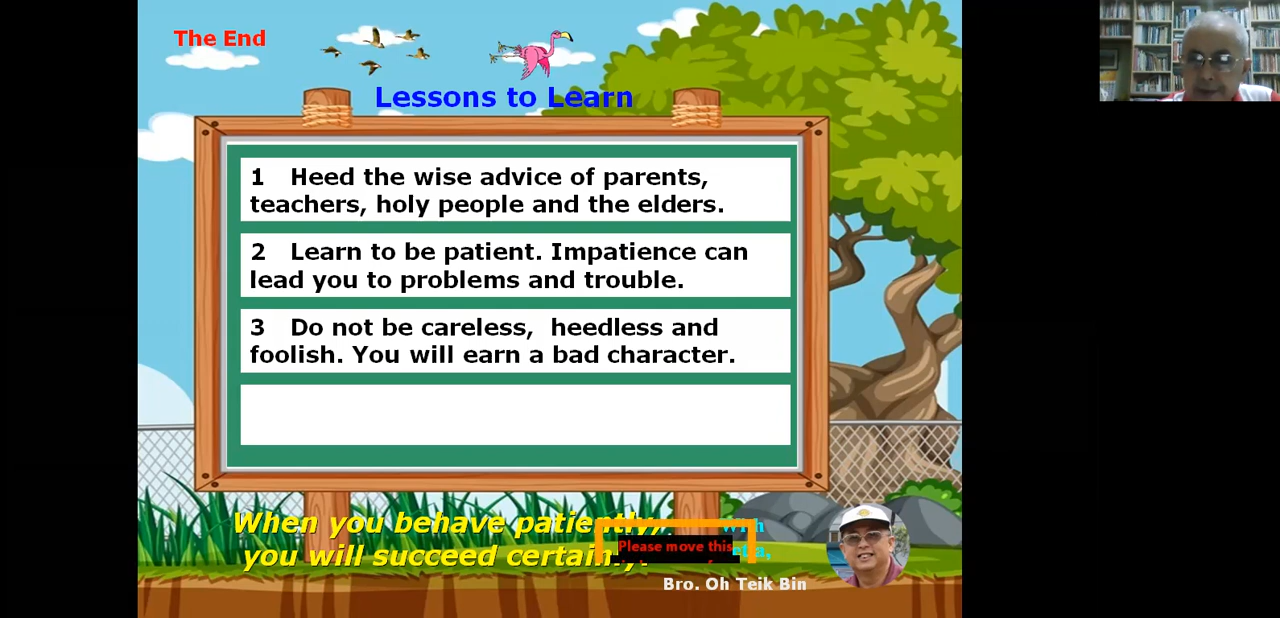 The End
Lessons to Learn
1 Heed the wise advice of parents,
teachers, holy people and the elders.
2 Learn to be patient. Impatience can
lead you to problems and trouble.
3 Do not be careless, heedless and
foolish. You will earn a bad character.
When you behave patiently,
with
you will succeed certainly.
Please move this
Bro. Oh Teik Bin